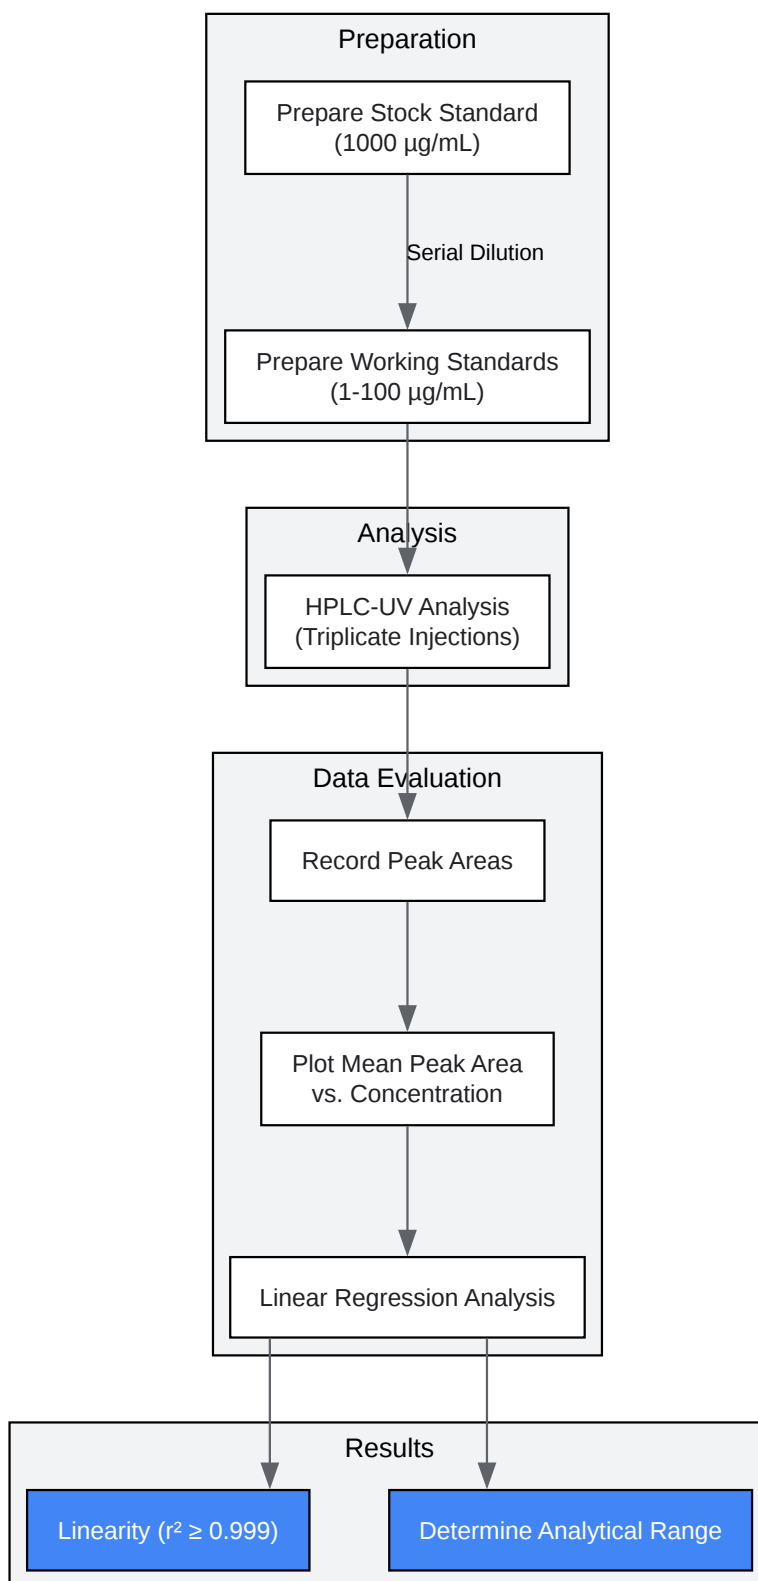 Preparation
Prepare Stock Standard
(1000 µg/mL)
Serial Dilution
Prepare Working Standards
(1-100 µg/mL)
Analysis
HPLC-UV Analysis
(Triplicate Injections)
Data Evaluation
Record Peak Areas
Plot Mean Peak Area
vs. Concentration
Linear Regression Analysis
Results
Linearity (r² ≥ 0.999)
Determine Analytical Range